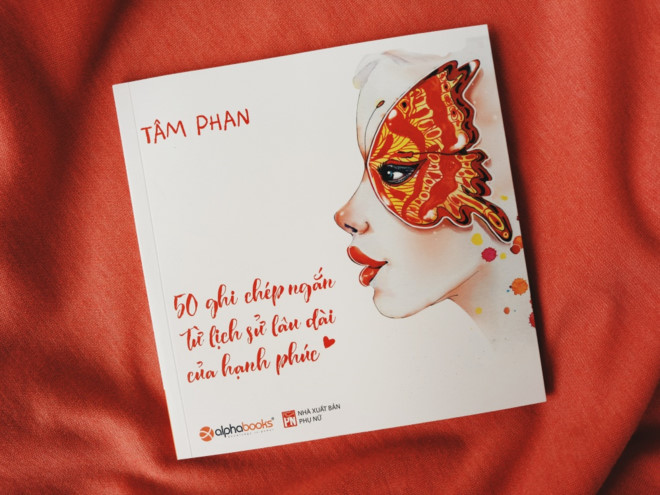 TÂM PHAN
50 ghi chép ngắn
từ lịch sử lâu dài
của hạnh phúc
alphabooks®
PN
NHÀ XUẤT BẢN
PHỤ NỮ